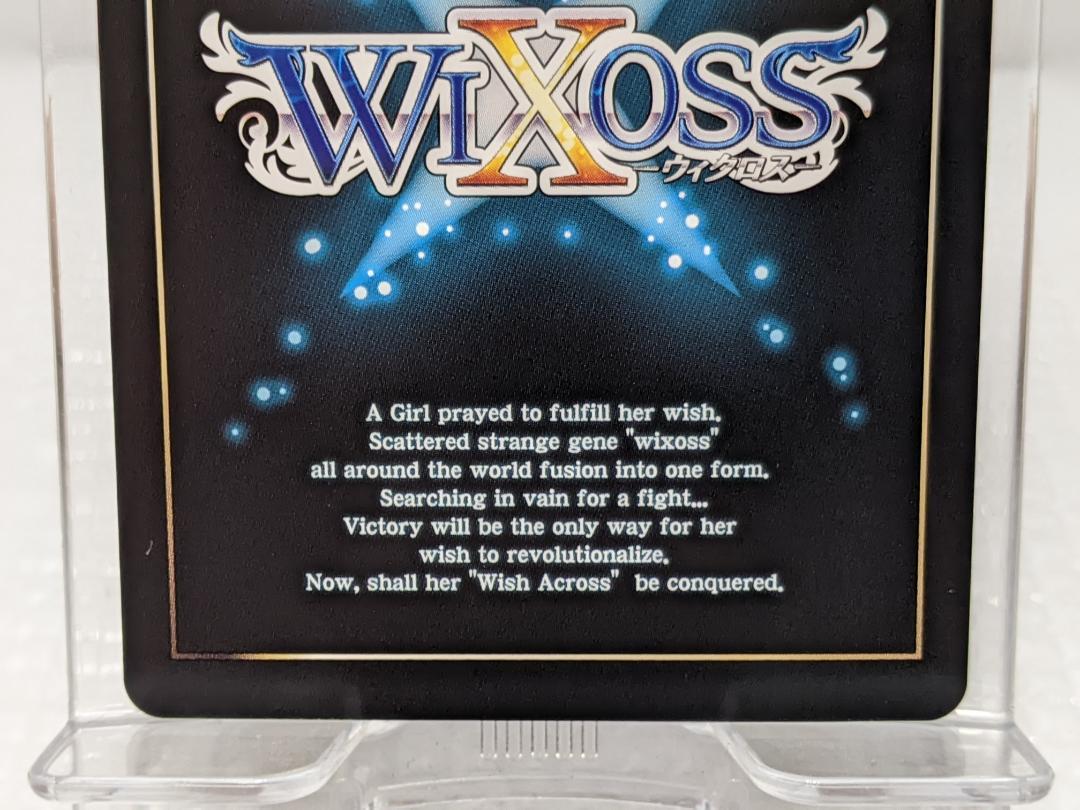 WIXOSS
—ウィクロス—
A Girl prayed to fulfill her wish.
Scattered strange gene "wixoss"
all around the world fusion into one form.
Searching in vain for a fight...
Victory will be the only way for her
wish to revolutionalize.
Now, shall her "Wish Across" be conquered.